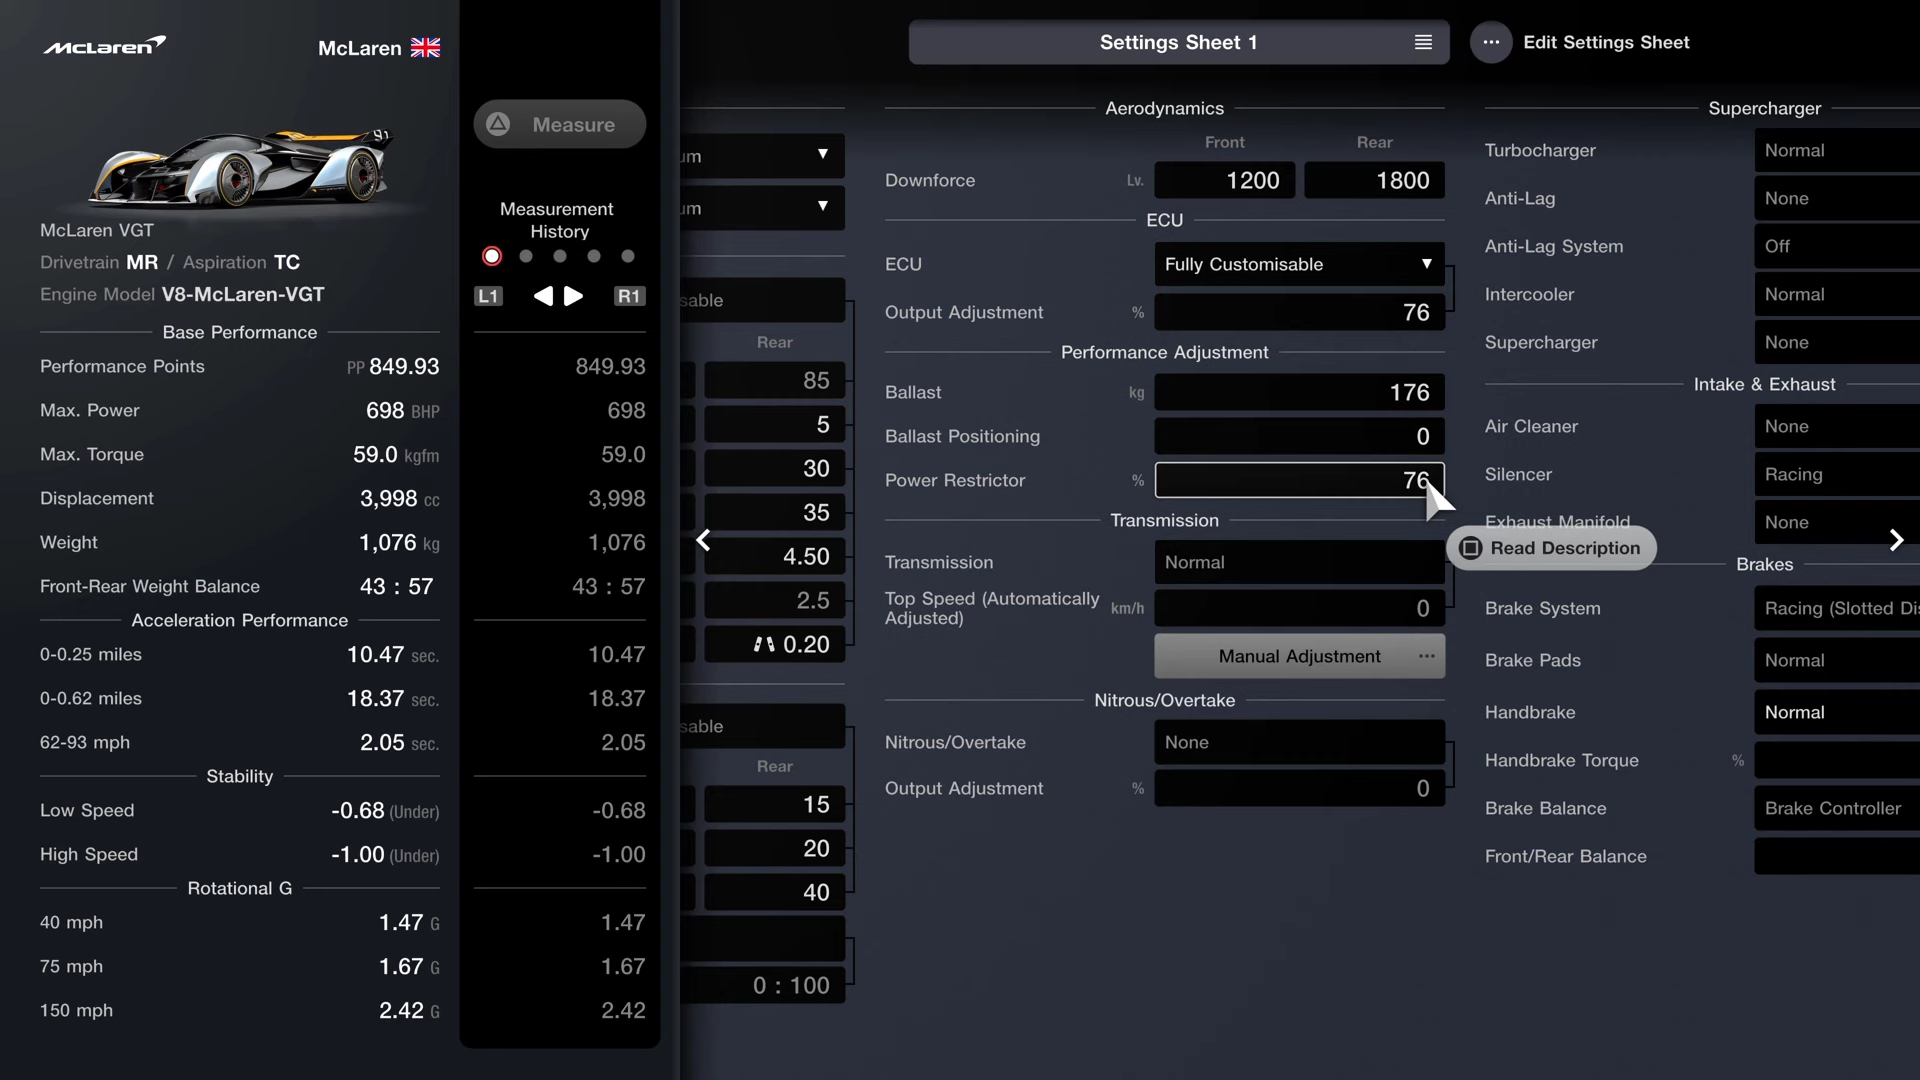 McLaren
McLaren
McLaren VGT
Drivetrain MR / Aspiration TC
Engine Model V8-McLaren-VGT
Base Performance
Performance Points PP 849.93
Max. Power 698 BHP
Max. Torque 59.0 kgfm
Displacement 3,998 cc
Weight 1,076 kg
Front-Rear Weight Balance 43 : 57
Acceleration Performance
0-0.25 miles 10.47 sec.
0-0.62 miles 18.37 sec.
62-93 mph 2.05 sec.
Stability
Low Speed -0.68 (Under)
High Speed -1.00 (Under)
Rotational G
40 mph 1.47 G
75 mph 1.67 G
150 mph 2.42 G
Measure
Measurement
History
L1 R1
849.93
698
59.0
3,998
1,076
43 : 57
10.47
18.37
2.05
-0.68
-1.00
1.47
1.67
2.42
Settings Sheet 1
Edit Settings Sheet
um
um
sable
Rear
85
5
30
35
4.50
2.5
0.20
sable
Rear
15
20
40
0 : 100
Aerodynamics
Front Rear
Downforce Lv. 1200 1800
ECU
ECU Fully Customisable
Output Adjustment % 76
Performance Adjustment
Ballast kg 176
Ballast Positioning 0
Power Restrictor % 76
Transmission
Transmission Normal
Top Speed (Automatically
Adjusted) km/h 0
Manual Adjustment
Nitrous/Overtake
Nitrous/Overtake None
Output Adjustment % 0
Supercharger
Turbocharger Normal
Anti-Lag None
Anti-Lag System Off
Intercooler Normal
Supercharger None
Intake & Exhaust
Air Cleaner None
Silencer Racing
Exhaust Manifold None
Read Description
Brakes
Brake System Racing (Slotted Dis
Brake Pads Normal
Handbrake Normal
Handbrake Torque %
Brake Balance Brake Controller
Front/Rear Balance